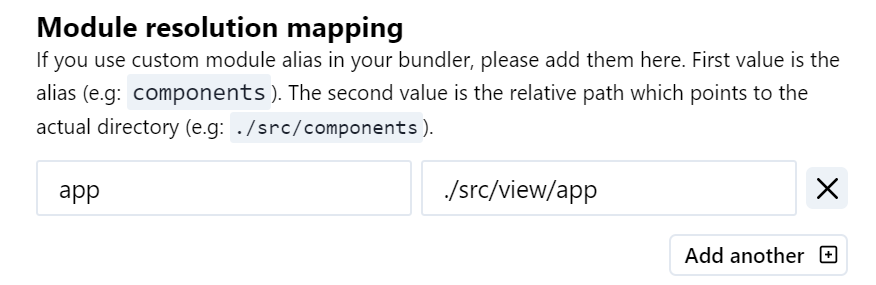 Module resolution mapping
If you use custom module alias in your bundler, please add them here. First value is the
alias (e.g: components). The second value is the relative path which points to the
actual directory (e.g: ./src/components).
app ./src/view/app
Add another